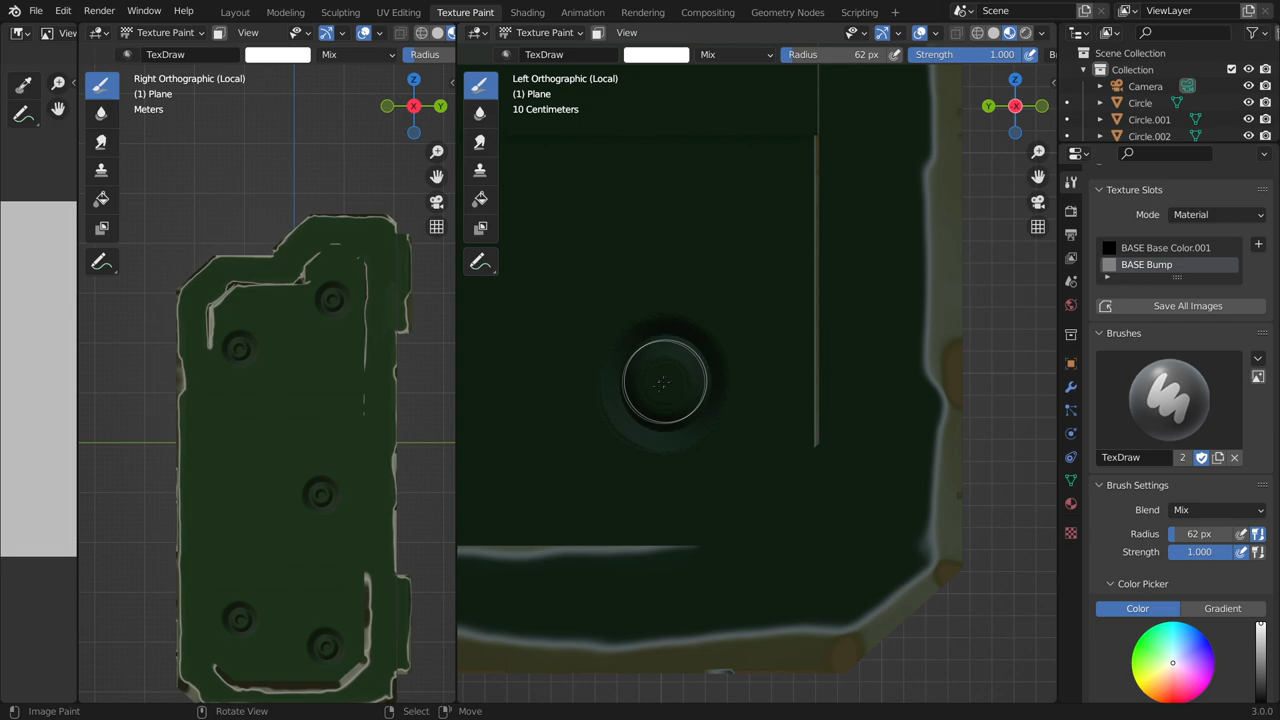 File Edit Render Window Help Layout Modeling Sculpting UV Editing Texture Paint Shading Animation Rendering Compositing Geometry Nodes Scripting Scene ViewLayer
Vie Texture Paint View Texture Paint View
TexDraw Mix Radius TexDraw Mix Radius 62 px Strength 1.000 Br
Scene Collection
Collection
Camera
Circle
Circle.001
Circle.002
Right Orthographic (Local)
(1) Plane
Meters
Z
X
Y
Left Orthographic (Local)
(1) Plane
10 Centimeters
Z
Y
-X
Texture Slots
Mode Material
BASE Base Color.001
BASE Bump
Save All Images
Brushes
TexDraw 2
Brush Settings
Blend Mix
Radius 62 px
Strength 1.000
Color Picker
Color Gradient
Image Paint Rotate View Select Move 3.0.0